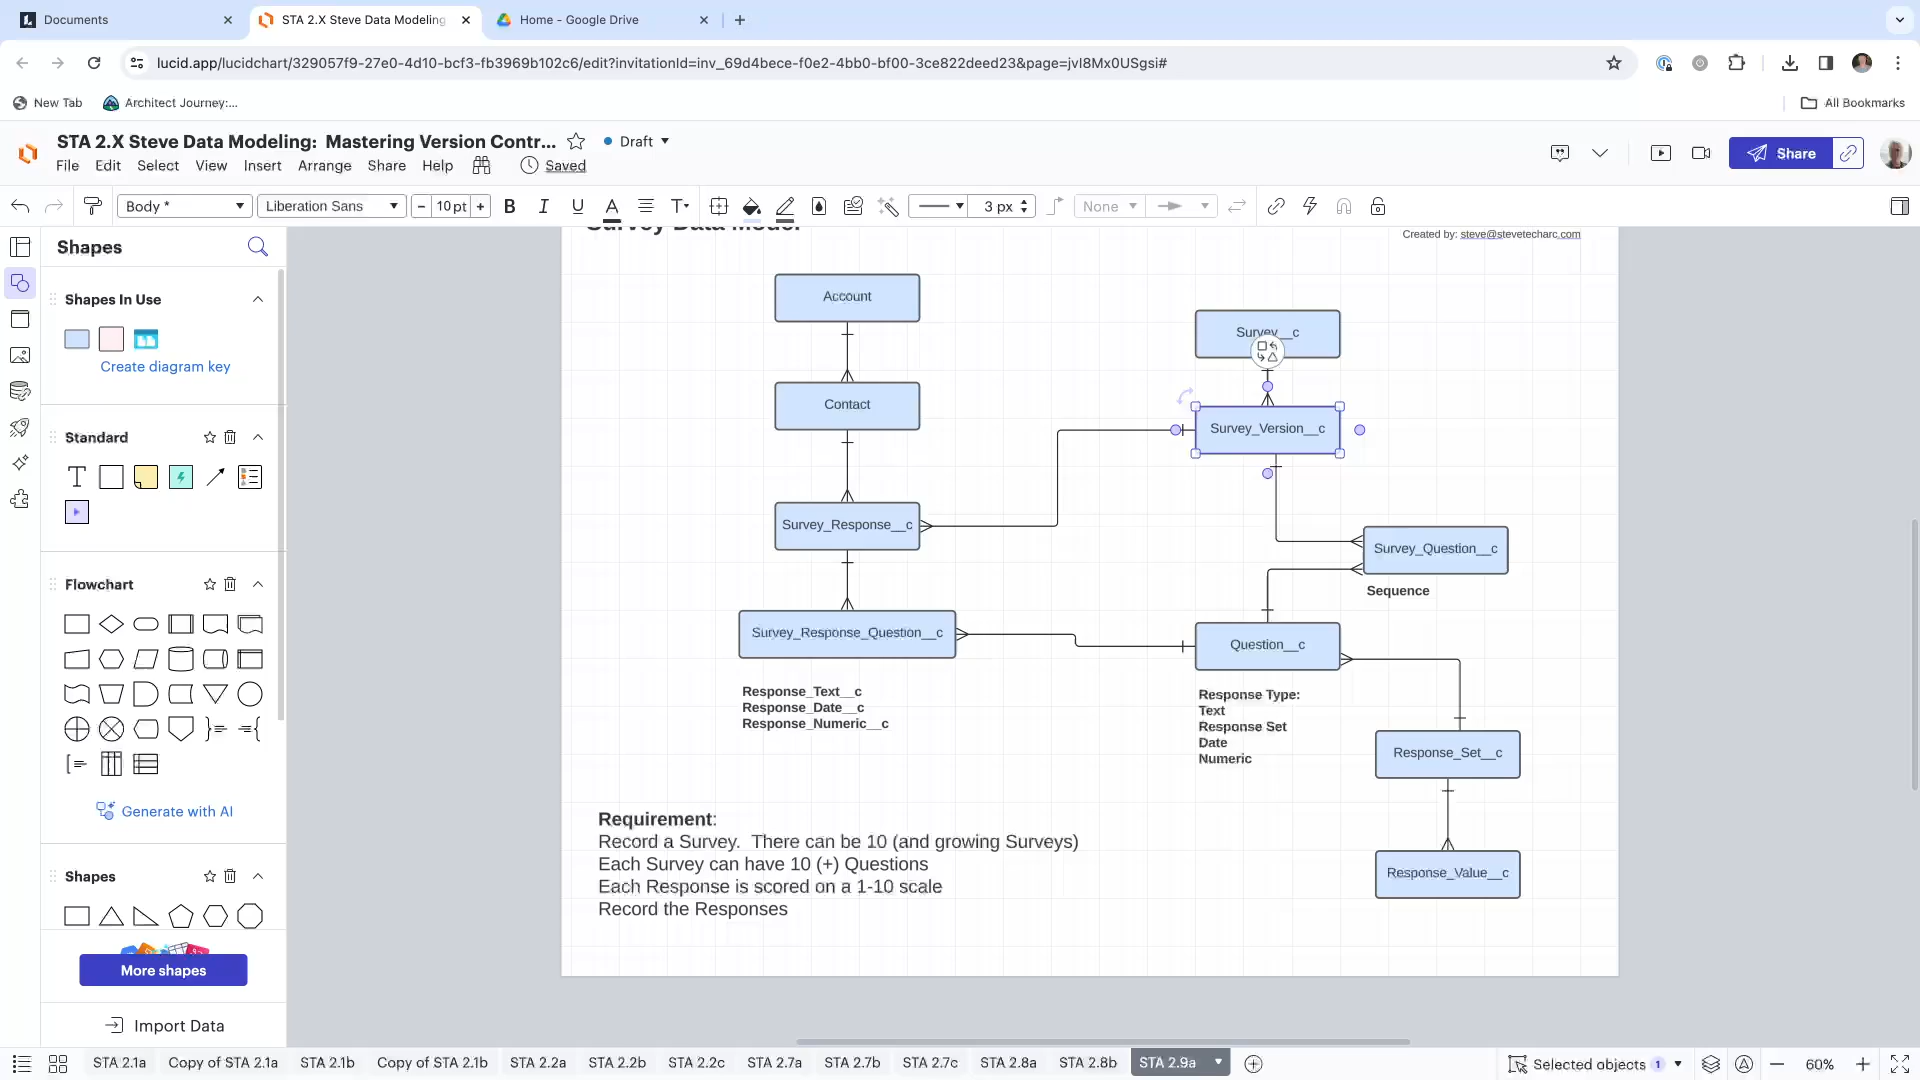 Documents
STA 2.X Steve Data Modeling
Home - Google Drive
lucid.app/lucidchart/329057f9-27e0-4d10-bcf3-fb3969b102c6/edit?invitationId=inv_69d4bece-f0e2-4bb0-bf00-3ce822deed23&page=jvI8Mx0USgsi#
New Tab
Architect Journey:...
All Bookmarks
STA 2.X Steve Data Modeling: Mastering Version Contr...
Draft
File Edit Select View Insert Arrange Share Help
Saved
Share
Body *
Liberation Sans
- 10 pt +
B I U A T
3 px
None
Shapes
Survey Data Model
Created by: steve@stevetecharc.com
Shapes In Use
Create diagram key
Standard
T
Flowchart
Generate with AI
Shapes
More shapes
Import Data
Account
Survey__c
Contact
Survey_Version__c
Survey_Response__c
Survey_Question__c
Sequence
Survey_Response_Question__c
Question__c
Response_Text__c
Response_Date__c
Response_Numeric__c
Response Type:
Text
Response Set
Date
Numeric
Response_Set__c
Response_Value__c
Requirement:
Record a Survey.  There can be 10 (and growing Surveys)
Each Survey can have 10 (+) Questions
Each Response is scored on a 1-10 scale
Record the Responses
STA 2.1a
Copy of STA 2.1a
STA 2.1b
Copy of STA 2.1b
STA 2.2a
STA 2.2b
STA 2.2c
STA 2.7a
STA 2.7b
STA 2.7c
STA 2.8a
STA 2.8b
STA 2.9a
Selected objects 1
60%